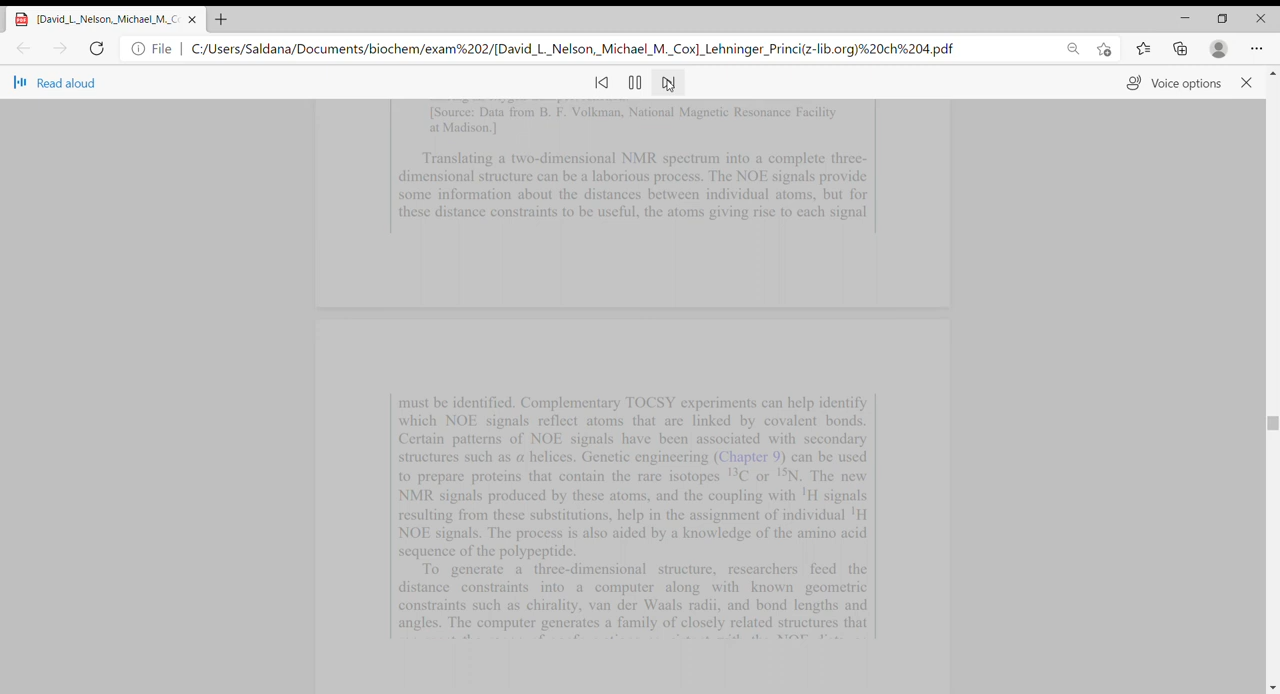 [David_L._Nelson,_Michael_M._C
File | C:/Users/Saldana/Documents/biochem/exam%202/[David_L._Nelson,_Michael_M._Cox]_Lehninger_Princi(z-lib.org)%20ch%204.pdf
Read aloud
Voice options
[Source: Data from B. F. Volkman, National Magnetic Resonance Facility
at Madison.]
Translating a two-dimensional NMR spectrum into a complete three-
dimensional structure can be a laborious process. The NOE signals provide
some information about the distances between individual atoms, but for
these distance constraints to be useful, the atoms giving rise to each signal
must be identified. Complementary TOCSY experiments can help identify
which NOE signals reflect atoms that are linked by covalent bonds.
Certain patterns of NOE signals have been associated with secondary
structures such as α helices. Genetic engineering (Chapter 9) can be used
to prepare proteins that contain the rare isotopes ¹³C or ¹⁵N. The new
NMR signals produced by these atoms, and the coupling with ¹H signals
resulting from these substitutions, help in the assignment of individual ¹H
NOE signals. The process is also aided by a knowledge of the amino acid
sequence of the polypeptide.
To generate a three-dimensional structure, researchers feed the
distance constraints into a computer along with known geometric
constraints such as chirality, van der Waals radii, and bond lengths and
angles. The computer generates a family of closely related structures that